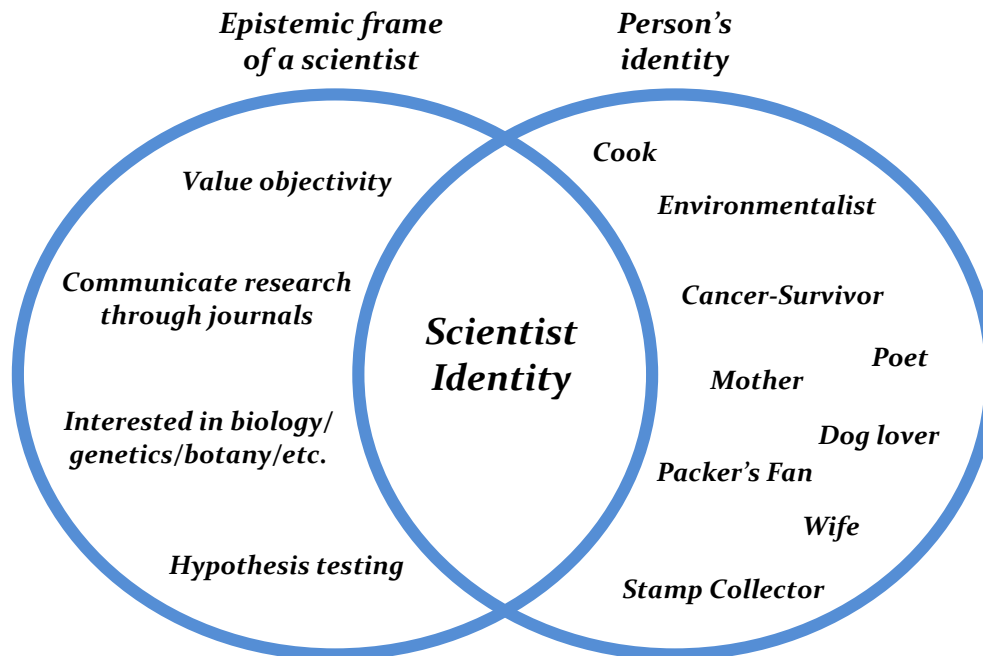 Epistemic frame
of a scientist
Person's
identity
Value objectivity
Communicate research
through journals
Interested in biology/
genetics/botany/etc.
Hypothesis testing
Scientist
Identity
Cook
Environmentalist
Cancer-Survivor
Poet
Mother
Dog lover
Packer's Fan
Wife
Stamp Collector